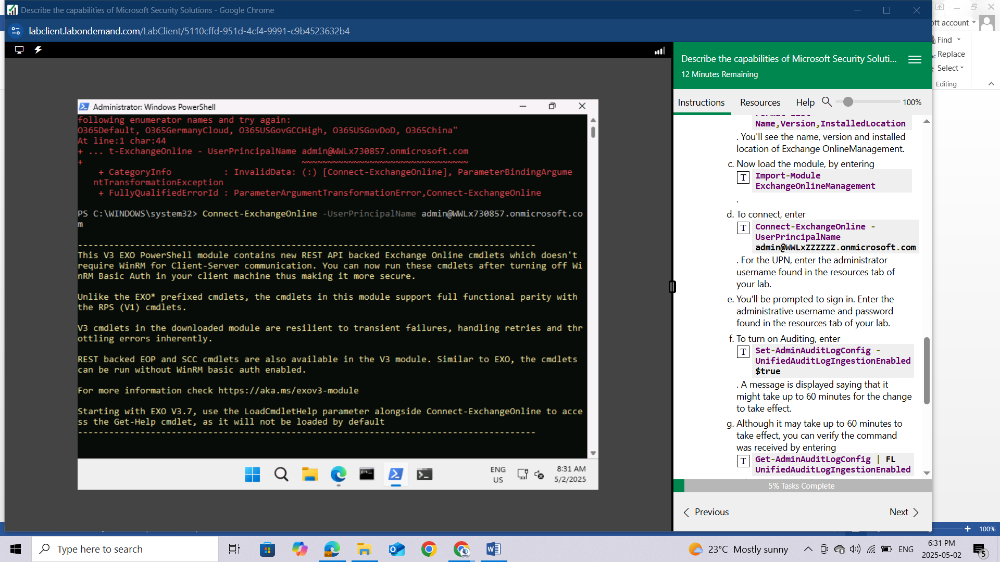 Describe the capabilities of Microsoft Security Solutions - Google Chrome
labclient.labondemand.com/LabClient/5110cffd-951d-4cf4-9991-c9b4523632b4
Administrator: Windows PowerShell
following enumerator names and try again:
O365Default, O365GermanyCloud, O365USGovGCCHigh, O365USGovDoD, O365China"
At line:1 char:44
+ ... t-ExchangeOnline - UserPrincipalName admin@WWLx730857.onmicrosoft.com
+                                          ~~~~~~~~~~~~~~~~~~~~~~~~~~~~~~~~
    + CategoryInfo          : InvalidData: (:) [Connect-ExchangeOnline], ParameterBindingArgume
   ntTransformationException
    + FullyQualifiedErrorId : ParameterArgumentTransformationError,Connect-ExchangeOnline
PS C:\WINDOWS\system32> Connect-ExchangeOnline -UserPrincipalName admin@WWLx730857.onmicrosoft.co
m
----------------------------------------------------------------------------------------
This V3 EXO PowerShell module contains new REST API backed Exchange Online cmdlets which doesn't
require WinRM for Client-Server communication. You can now run these cmdlets after turning off Wi
nRM Basic Auth in your client machine thus making it more secure.
Unlike the EXO* prefixed cmdlets, the cmdlets in this module support full functional parity with
the RPS (V1) cmdlets.
V3 cmdlets in the downloaded module are resilient to transient failures, handling retries and thr
ottling errors inherently.
REST backed EOP and SCC cmdlets are also available in the V3 module. Similar to EXO, the cmdlets
can be run without WinRM basic auth enabled.
For more information check https://aka.ms/exov3-module
Starting with EXO V3.7, use the LoadCmdletHelp parameter alongside Connect-ExchangeOnline to acce
ss the Get-Help cmdlet, as it will not be loaded by default
----------------------------------------------------------------------------------------
ENG
US
8:31 AM
5/2/2025
Describe the capabilities of Microsoft Security Soluti...
12 Minutes Remaining
Instructions Resources Help 100%
Name,Version,InstalledLocation
. You'll see the name, version and installed
location of Exchange OnlineManagement.
c. Now load the module, by entering
T Import-Module
ExchangeOnlineManagement
.
d. To connect, enter
T Connect-ExchangeOnline -
UserPrincipalName
admin@WWLxZZZZZZ.onmicrosoft.com
. For the UPN, enter the administrator
username found in the resources tab of
your lab.
e. You'll be prompted to sign in. Enter the
administrative username and password
found in the resources tab of your lab.
f. To turn on Auditing, enter
T Set-AdminAuditLogConfig -
UnifiedAuditLogIngestionEnabled
$true
. A message is displayed saying that it
might take up to 60 minutes for the change
to take effect.
g. Although it may take up to 60 minutes to
take effect, you can verify the command
was received by entering
T Get-AdminAuditLogConfig | FL
UnifiedAuditLogIngestionEnabled
5% Tasks Complete
Previous
Next
oft account
Find
Replace
Select
Editing
100%
Type here to search
23°C Mostly sunny
ENG
6:31 PM
2025-05-02
5